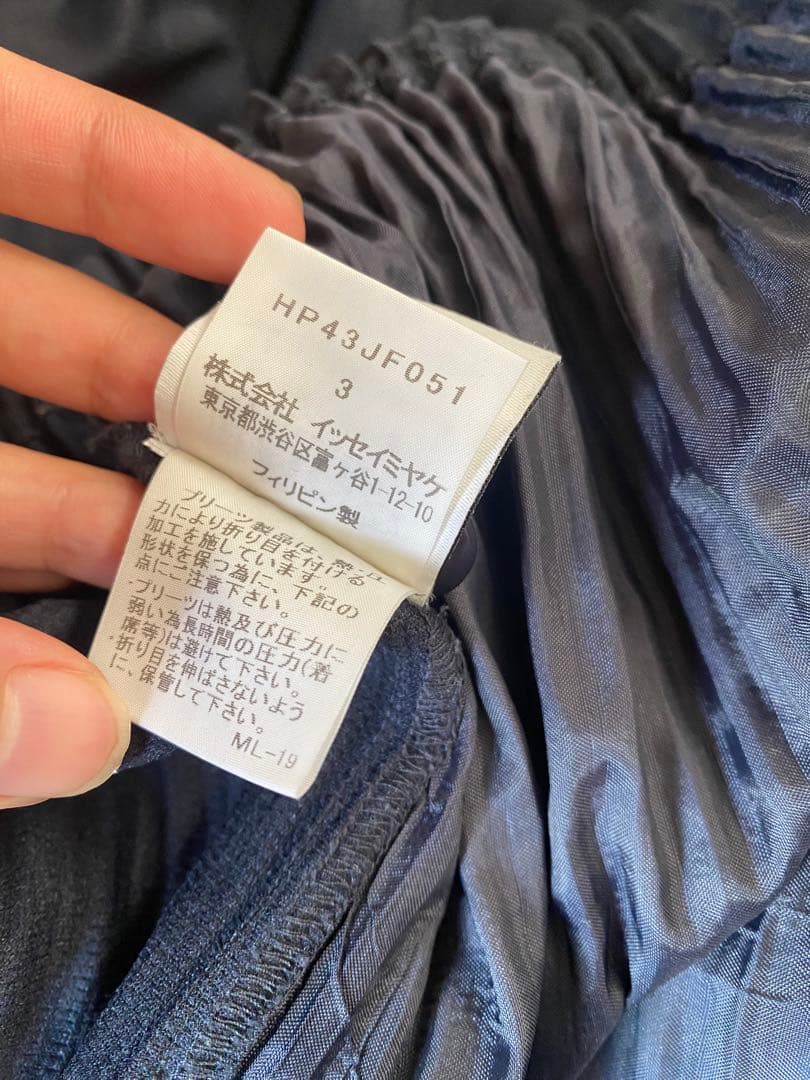 HP43JF051
3
株式会社 イッセイミヤケ
東京都渋谷区富ヶ谷1-12-10
フィリピン製
プリーツ製品は、熱と圧
力により折り目を付ける
加工を施しています。
形状を保つ為に、下記の
点にご注意下さい。
・プリーツは熱及び圧力に
弱い為長時間の圧力(着
席等)は避けて下さい。
・折り目を伸ばさないよう
に、保管して下さい。
ML-19